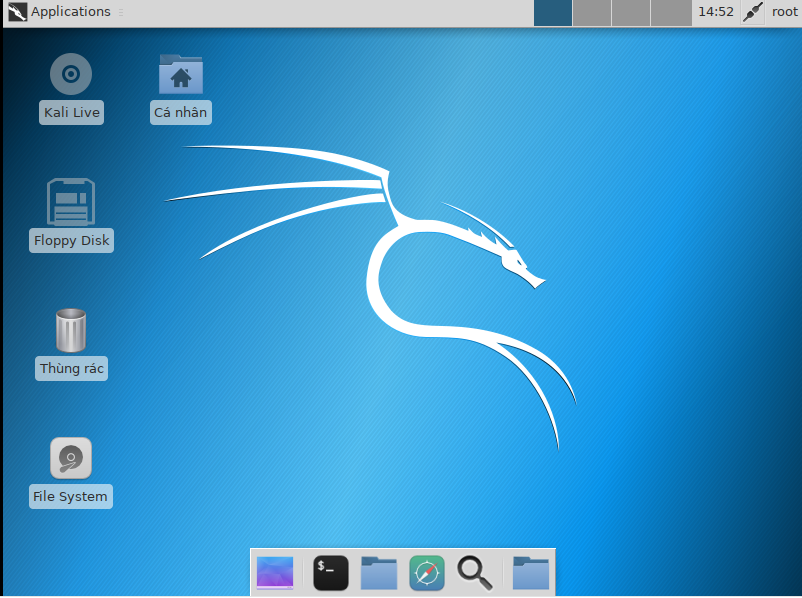 Applications
14:52
root
Kali Live
Cá nhân
Floppy Disk
Thùng rác
File System
$_